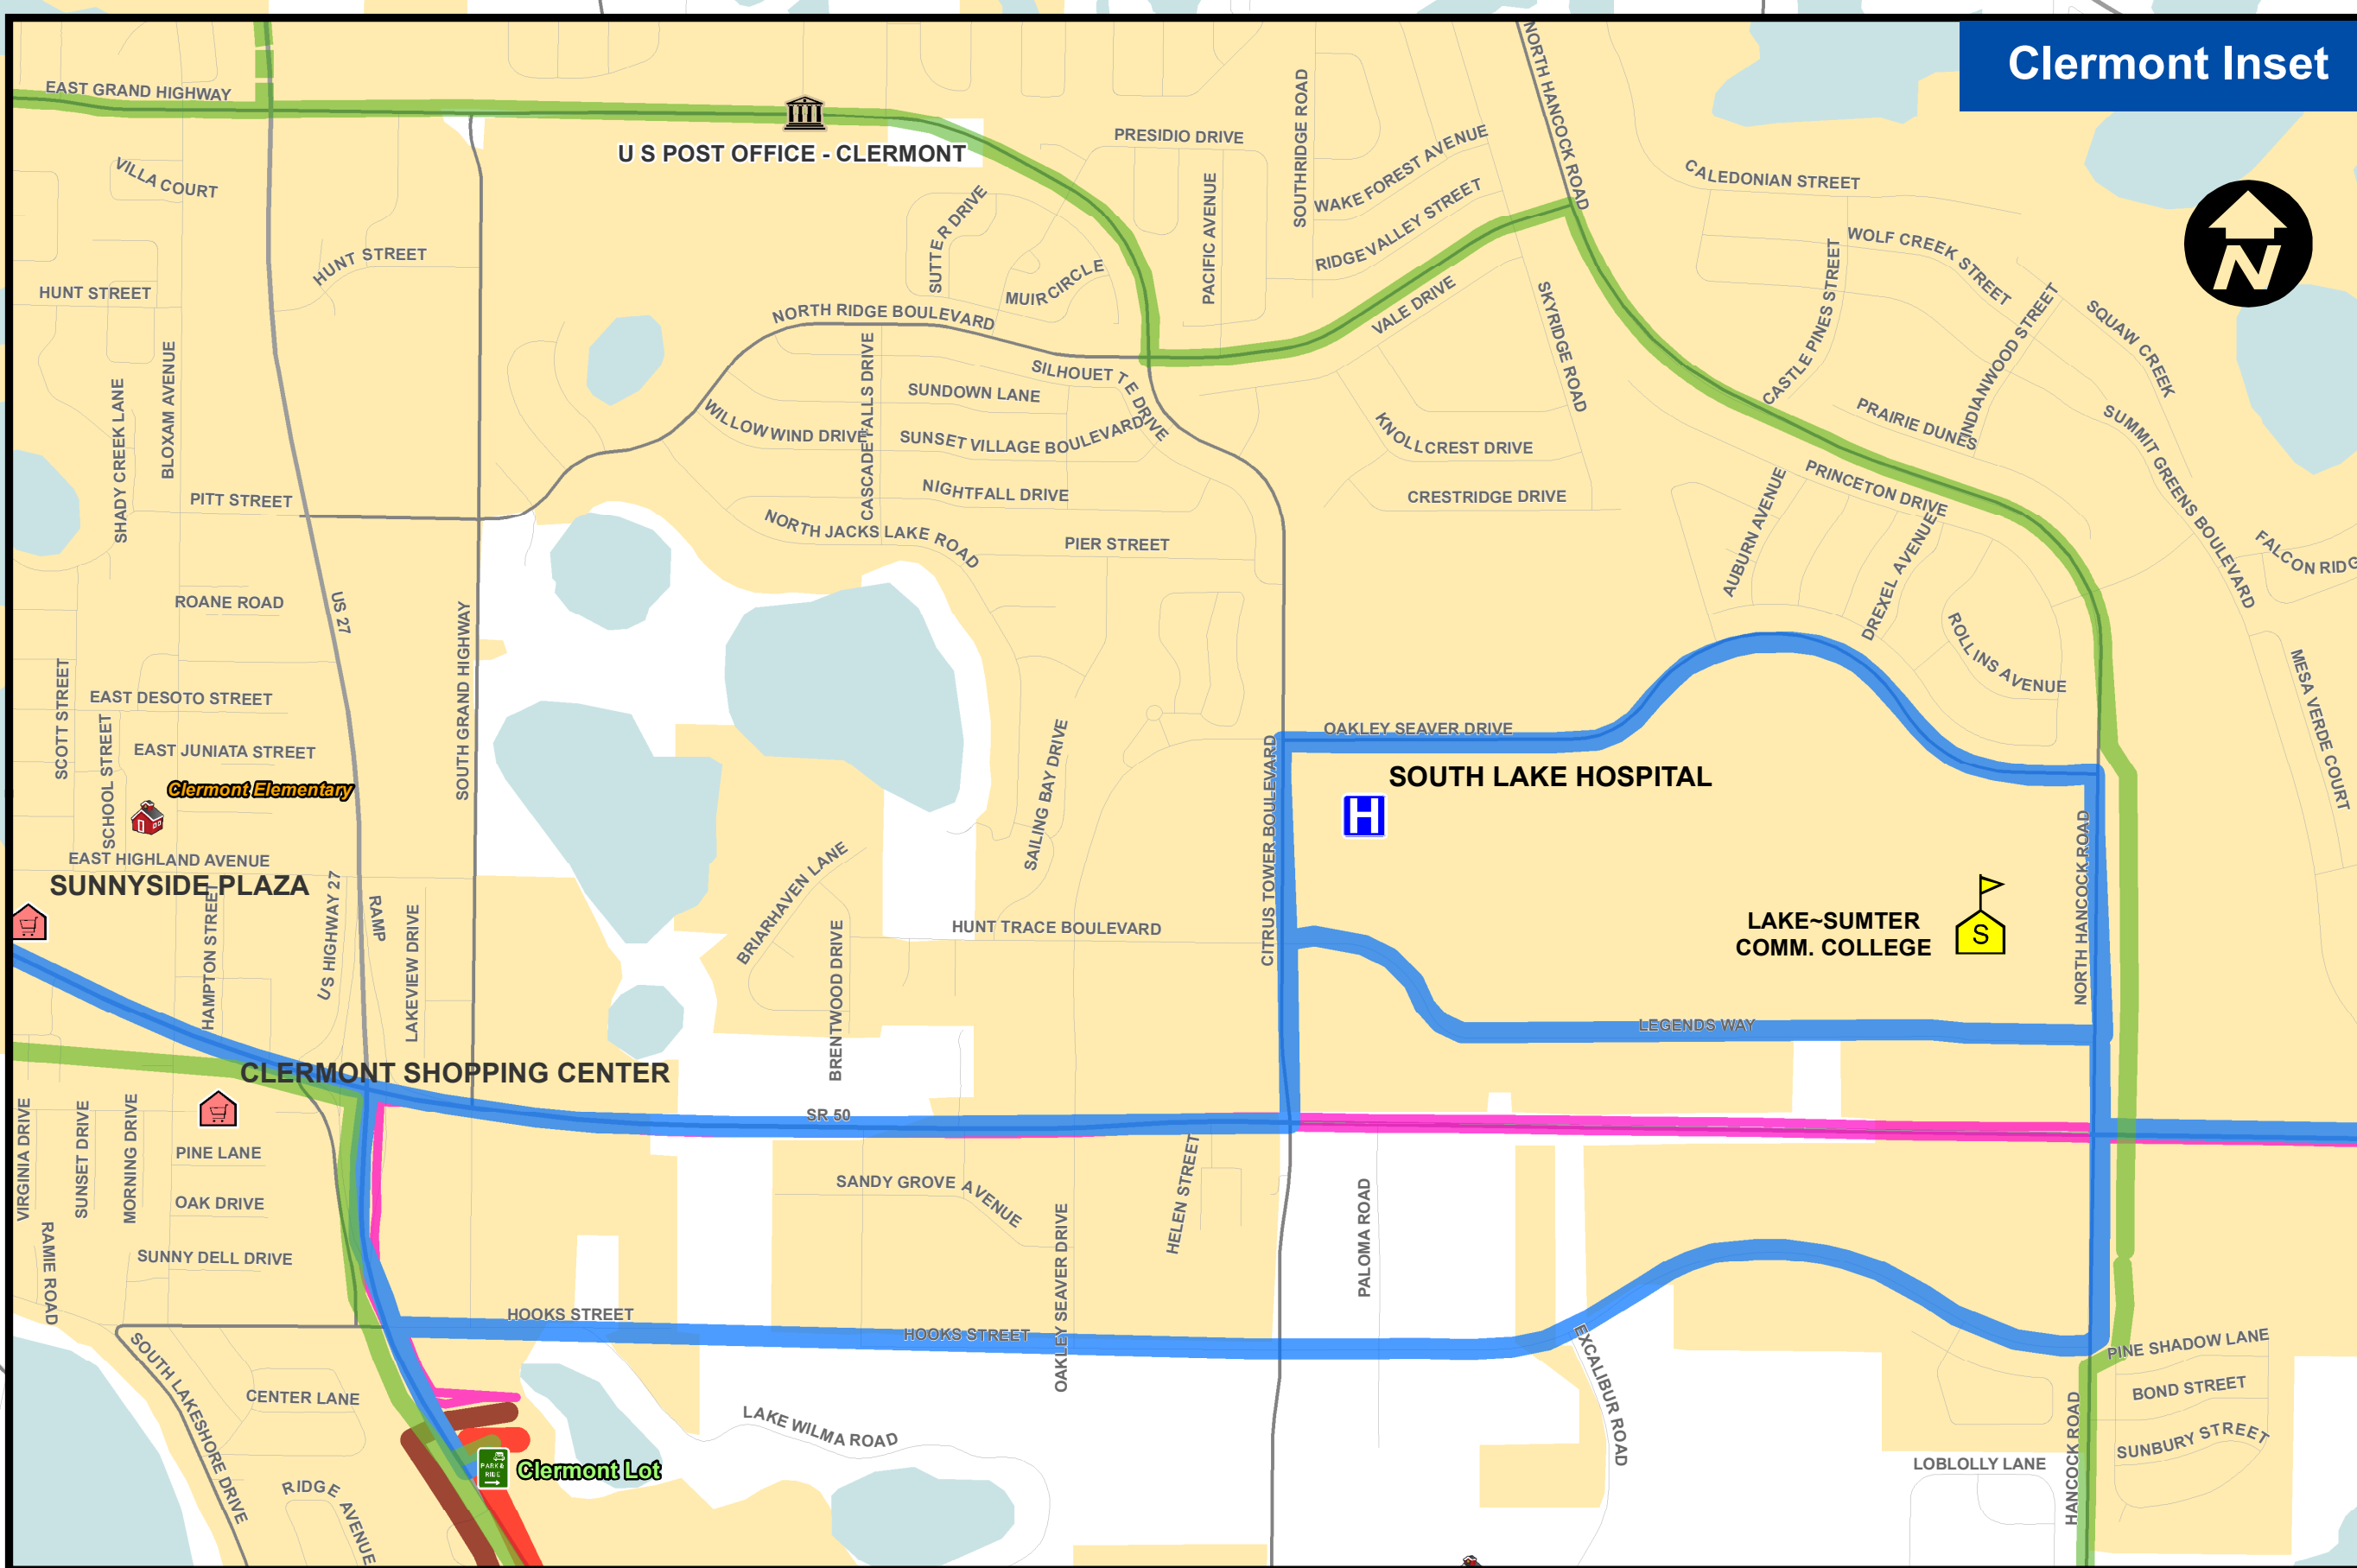 Clermont Inset
EAST GRAND HIGHWAY
U S POST OFFICE - CLERMONT
PRESIDIO DRIVE
SOUTHRIDGE ROAD
NORTH HANCOCK ROAD
WAKE FOREST AVENUE
CALEDONIAN STREET
VILLA COURT
SUTTER DRIVE
PACIFIC AVENUE
RIDGE VALLEY STREET
WOLF CREEK STREET
N
HUNT STREET
HUNT STREET
MUIR CIRCLE
VALE DRIVE
SKYRIDGE ROAD
CASTLE PINES STREET
INDIANWOOD STREET
SQUAW CREEK
NORTH RIDGE BOULEVARD
SILHOUETTE DRIVE
SUNDOWN LANE
CASCADE FALLS DRIVE
WILLOW WIND DRIVE
SUNSET VILLAGE BOULEVARD
KNOLLCREST DRIVE
PRAIRIE DUNES
SUMMIT GREENS BOULEVARD
SHADY CREEK LANE
BLOXAM AVENUE
PITT STREET
NIGHTFALL DRIVE
CRESTRIDGE DRIVE
PRINCETON DRIVE
AUBURN AVENUE
DREXEL AVENUE
NORTH JACKS LAKE ROAD
PIER STREET
FALCON RIDG
ROANE ROAD
US 27
SOUTH GRAND HIGHWAY
ROLLINS AVENUE
MESA VERDE COURT
SCOTT STREET
EAST DESOTO STREET
SCHOOL STREET
EAST JUNIATA STREET
SAILING BAY DRIVE
OAKLEY SEAVER DRIVE
CITRUS TOWER BOULEVARD
SOUTH LAKE HOSPITAL
H
Clermont Elementary
EAST HIGHLAND AVENUE
SUNNYSIDE PLAZA
HAMPTON STREET
US HIGHWAY 27
RAMP
LAKEVIEW DRIVE
BRIARHAVEN LANE
BRENTWOOD DRIVE
HUNT TRACE BOULEVARD
LAKE~SUMTER
COMM. COLLEGE
S
NORTH HANCOCK ROAD
LEGENDS WAY
CLERMONT SHOPPING CENTER
SR 50
VIRGINIA DRIVE
SUNSET DRIVE
MORNING DRIVE
PINE LANE
OAK DRIVE
RAMIE ROAD
SUNNY DELL DRIVE
SANDY GROVE AVENUE
HELEN STREET
OAKLEY SEAVER DRIVE
PALOMA ROAD
HOOKS STREET
HOOKS STREET
EXCALIBUR ROAD
PINE SHADOW LANE
BOND STREET
SUNBURY STREET
HANCOCK ROAD
LOBLOLLY LANE
SOUTH LAKESHORE DRIVE
CENTER LANE
LAKE WILMA ROAD
RIDGE AVENUE
PARK &
RIDE
Clermont Lot